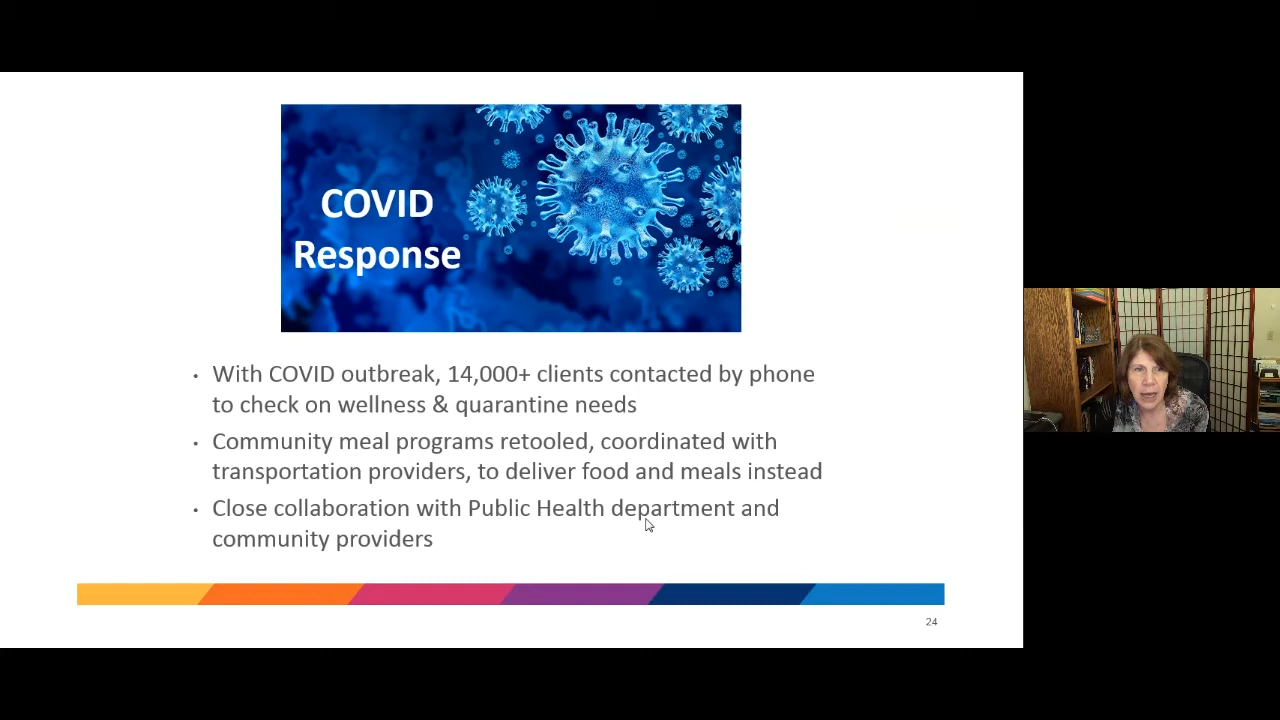 COVID
Response
• With COVID outbreak, 14,000+ clients contacted by phone
to check on wellness & quarantine needs
• Community meal programs retooled, coordinated with
transportation providers, to deliver food and meals instead
• Close collaboration with Public Health department and
community providers
24